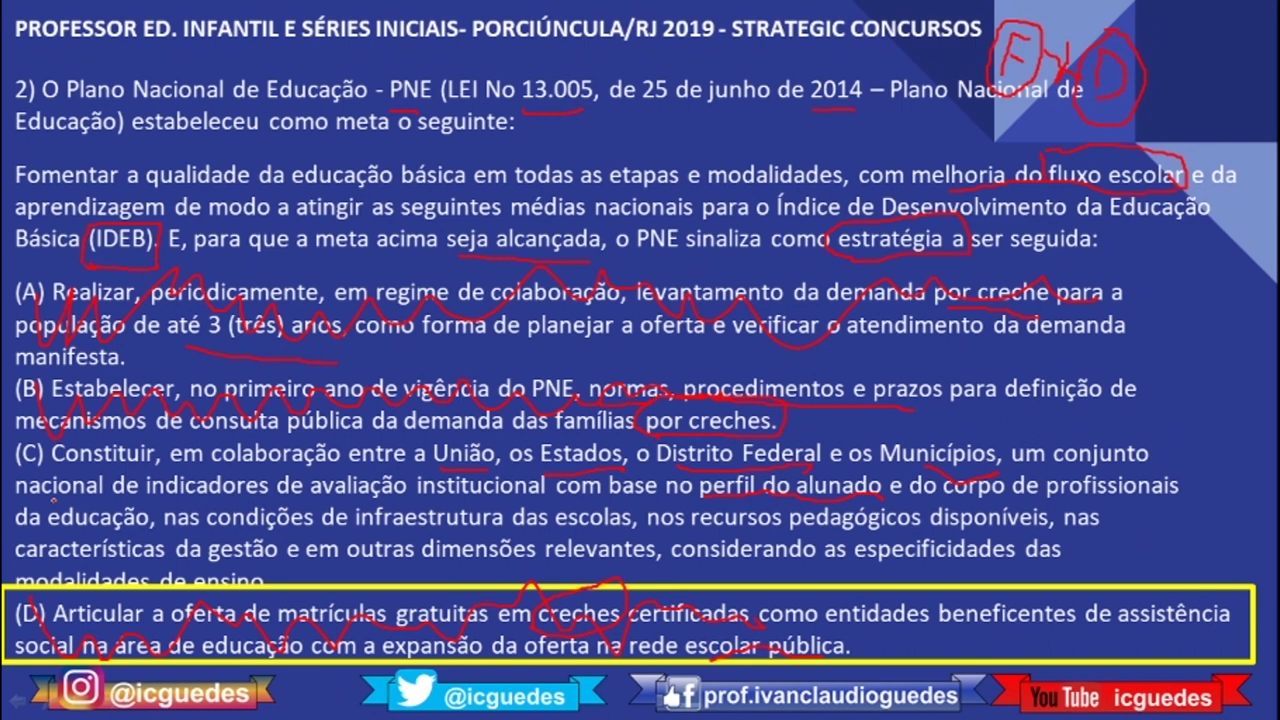 PROFESSOR ED. INFANTIL E SÉRIES INICIAIS- PORCIÚNCULA/RJ 2019 - STRATEGIC CONCURSOS
F x D
2) O Plano Nacional de Educação - PNE (LEI No 13.005, de 25 de junho de 2014 – Plano Nacional de
Educação) estabeleceu como meta o seguinte:
Fomentar a qualidade da educação básica em todas as etapas e modalidades, com melhoria do fluxo escolar e da
aprendizagem de modo a atingir as seguintes médias nacionais para o Índice de Desenvolvimento da Educação
Básica (IDEB). E, para que a meta acima seja alcançada, o PNE sinaliza como estratégia a ser seguida:
(A) Realizar, periodicamente, em regime de colaboração, levantamento da demanda por creche para a
população de até 3 (três) anos, como forma de planejar a oferta e verificar o atendimento da demanda
manifesta.
(B) Estabelecer, no primeiro ano de vigência do PNE, normas, procedimentos e prazos para definição de
mecanismos de consulta pública da demanda das famílias por creches.
(C) Constituir, em colaboração entre a União, os Estados, o Distrito Federal e os Municípios, um conjunto
nacional de indicadores de avaliação institucional com base no perfil do alunado e do corpo de profissionais
da educação, nas condições de infraestrutura das escolas, nos recursos pedagógicos disponíveis, nas
características da gestão e em outras dimensões relevantes, considerando as especificidades das
modalidades de ensino
(D) Articular a oferta de matrículas gratuitas em creches certificadas como entidades beneficentes de assistência
social na área de educação com a expansão da oferta na rede escolar pública.
@icguedes @icguedes prof.ivanclaudioguedes You Tube icguedes